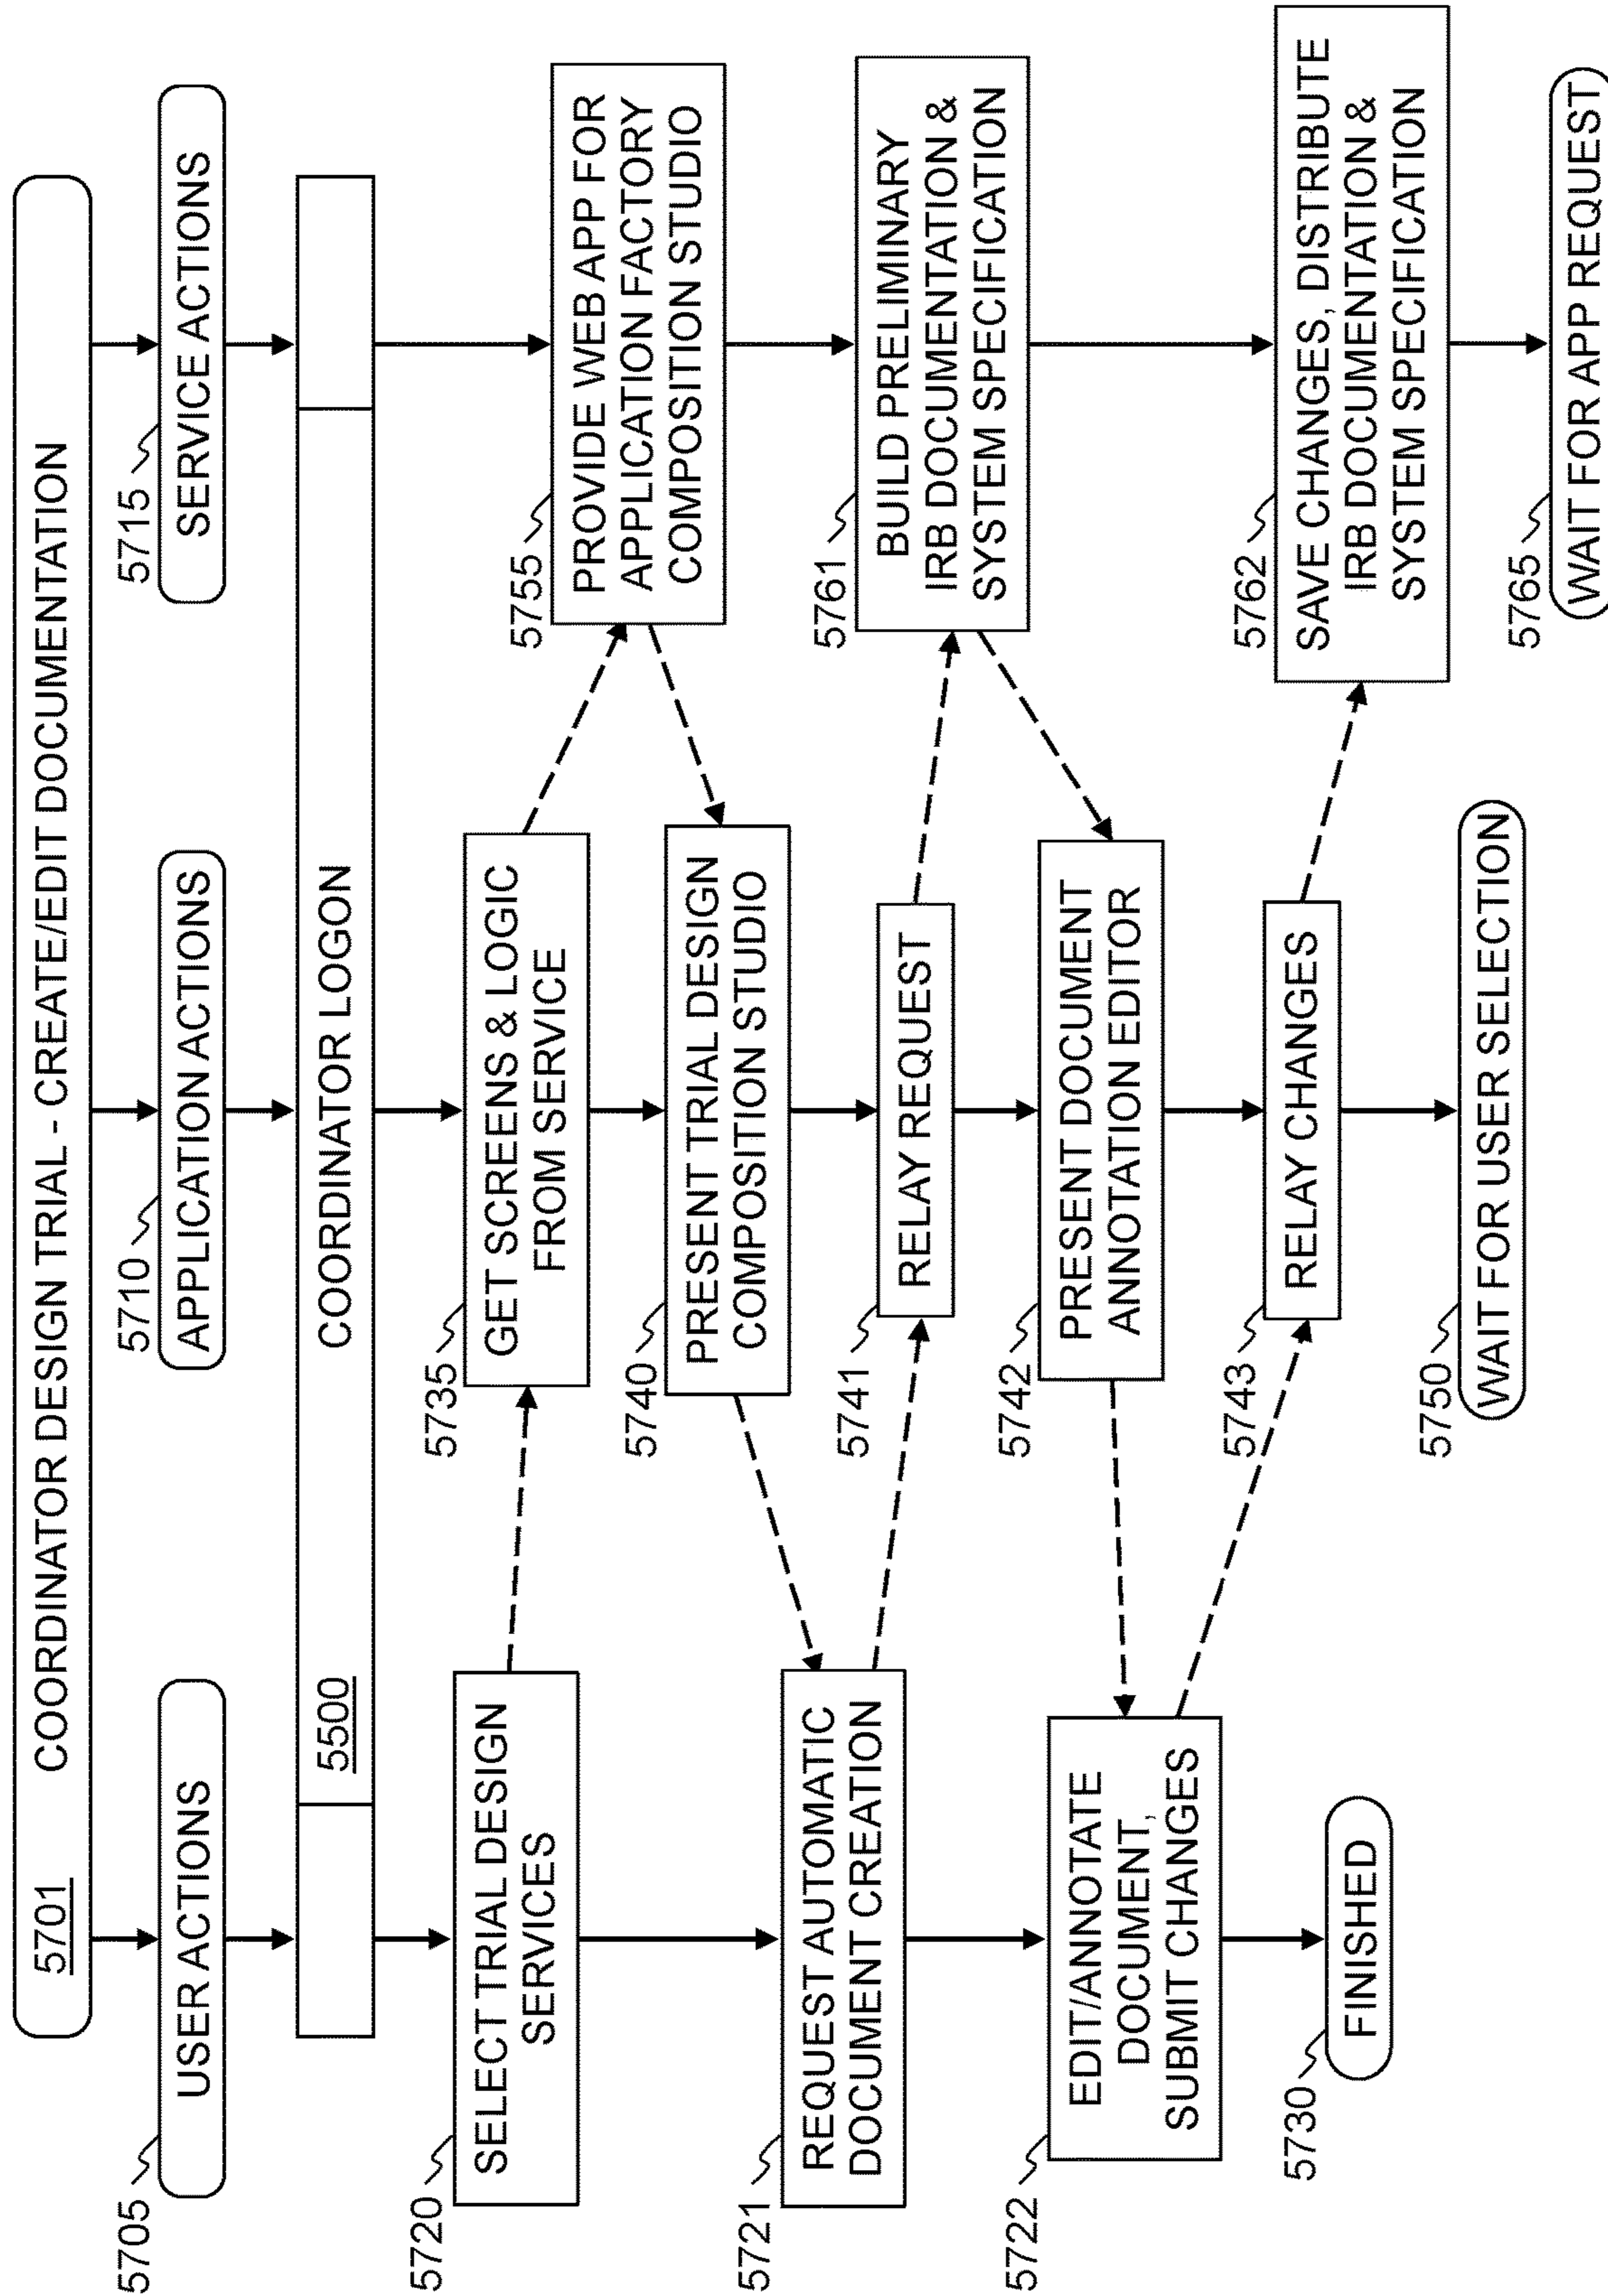 5701 COORDINATOR DESIGN TRIAL - CREATE/EDIT DOCUMENTATION
5705
USER ACTIONS
5710
APPLICATION ACTIONS
5715
SERVICE ACTIONS
5500 COORDINATOR LOGON
5720
SELECT TRIAL DESIGN
SERVICES
5735
GET SCREENS & LOGIC
FROM SERVICE
5755
PROVIDE WEB APP FOR
APPLICATION FACTORY
COMPOSITION STUDIO
5740
PRESENT TRIAL DESIGN
COMPOSITION STUDIO
5721
REQUEST AUTOMATIC
DOCUMENT CREATION
5741
RELAY REQUEST
5761
BUILD PRELIMINARY
IRB DOCUMENTATION &
SYSTEM SPECIFICATION
5742
PRESENT DOCUMENT
ANNOTATION EDITOR
5722
EDIT/ANNOTATE
DOCUMENT,
SUBMIT CHANGES
5743
RELAY CHANGES
5762
SAVE CHANGES, DISTRIBUTE
IRB DOCUMENTATION &
SYSTEM SPECIFICATION
5730
FINISHED
5750
WAIT FOR USER SELECTION
5765
WAIT FOR APP REQUEST